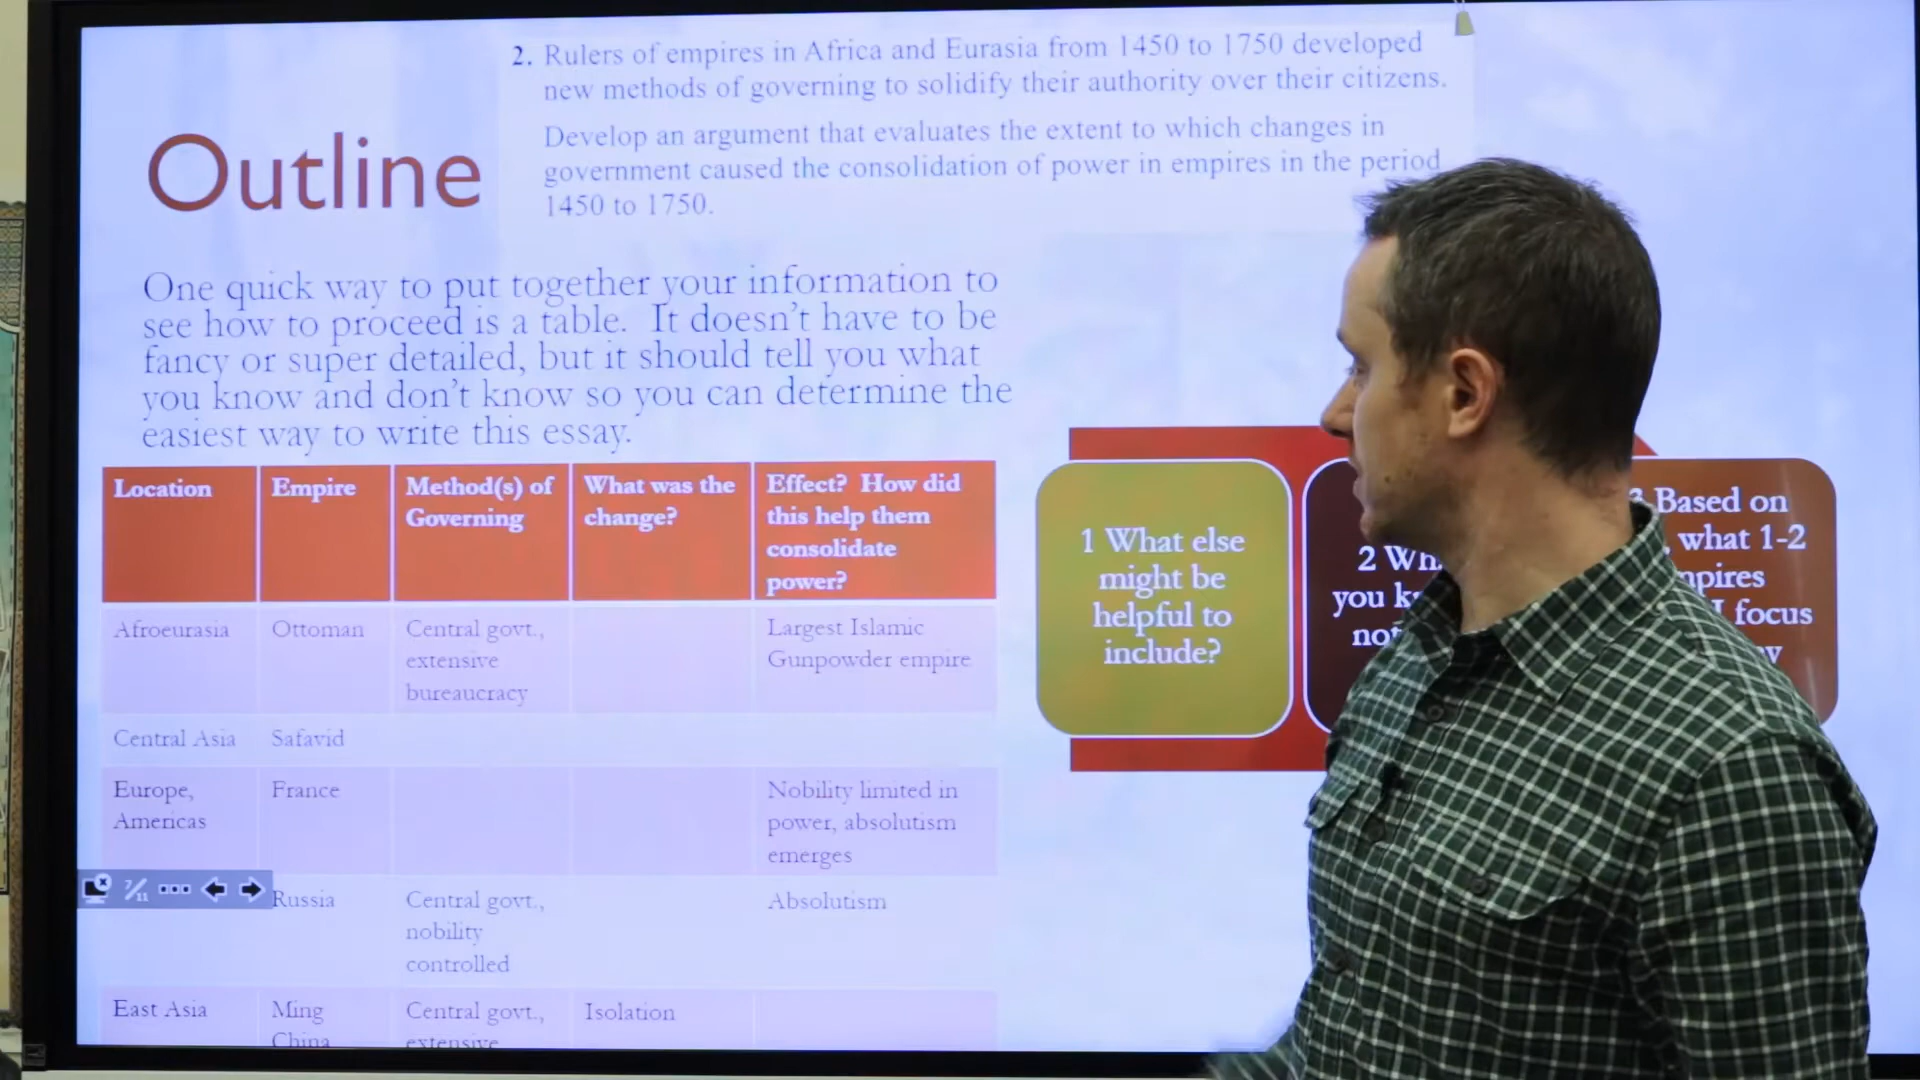 2. Rulers of empires in Africa and Eurasia from 1450 to 1750 developed
new methods of governing to solidify their authority over their citizens.
Develop an argument that evaluates the extent to which changes in
government caused the consolidation of power in empires in the period
1450 to 1750.
Outline
One quick way to put together your information to
see how to proceed is a table. It doesn't have to be
fancy or super detailed, but it should tell you what
you know and don't know so you can determine the
easiest way to write this essay.
Location
Empire
Method(s) of
Governing
What was the
change?
Effect? How did
this help them
consolidate
power?
Afroeurasia
Ottoman
Central govt.,
extensive
bureaucracy
Largest Islamic
Gunpowder empire
Central Asia
Safavid
Europe,
Americas
France
Nobility limited in
power, absolutism
emerges
Russia
Central govt.,
nobility
controlled
Absolutism
East Asia
Ming
China
Central govt.,
extensive
Isolation
7/11
1 What else
might be
helpful to
include?
2
you
3 Based on
what 1-2
focus